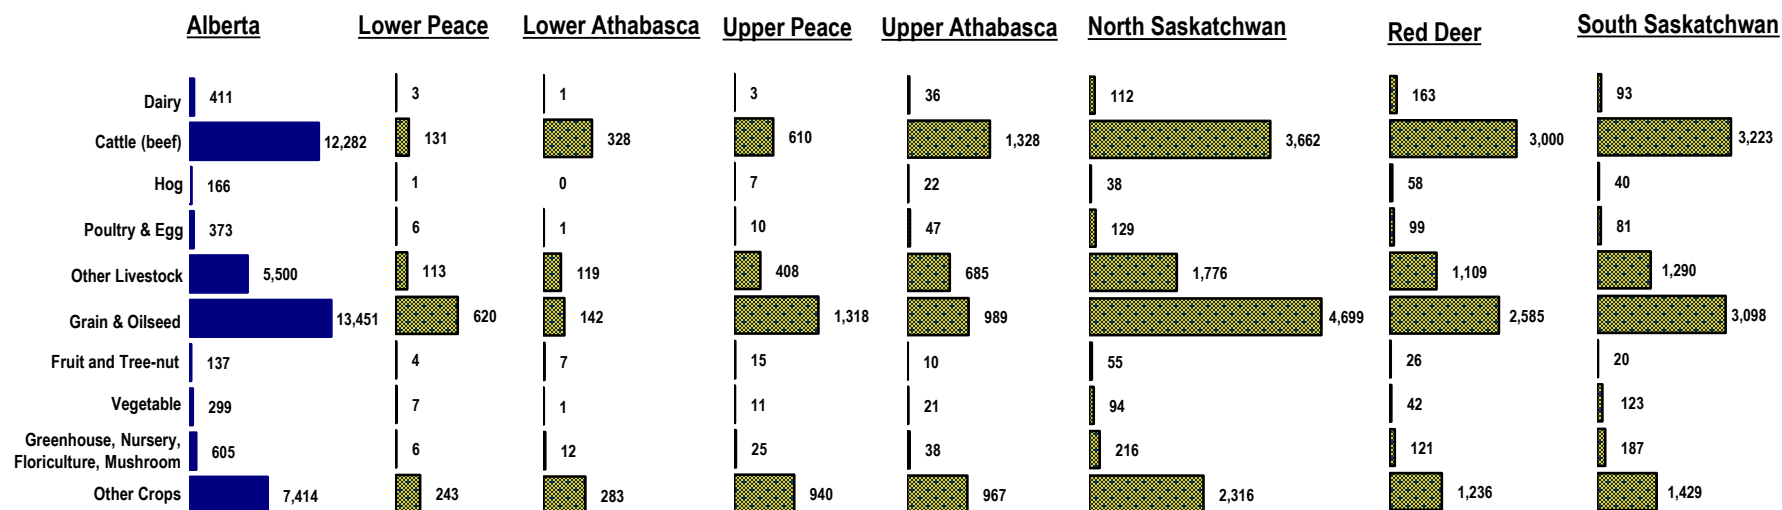 Alberta Lower Peace Lower Athabasca Upper Peace Upper Athabasca North Saskatchwan Red Deer South Saskatchwan
Dairy 411 3 1 3 36 112 163 93
Cattle (beef) 12,282 131 328 610 1,328 3,662 3,000 3,223
Hog 166 1 0 7 22 38 58 40
Poultry & Egg 373 6 1 10 47 129 99 81
Other Livestock 5,500 113 119 408 685 1,776 1,109 1,290
Grain & Oilseed 13,451 620 142 1,318 989 4,699 2,585 3,098
Fruit and Tree-nut 137 4 7 15 10 55 26 20
Vegetable 299 7 1 11 21 94 42 123
Greenhouse, Nursery,
Floriculture, Mushroom 605 6 12 25 38 216 121 187
Other Crops 7,414 243 283 940 967 2,316 1,236 1,429